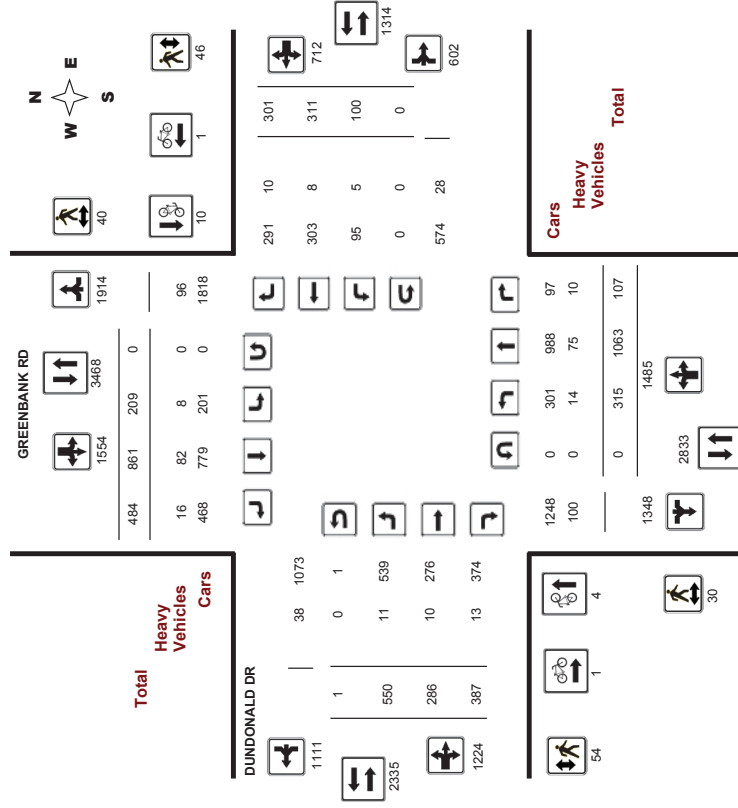 GREENBANK RD
N
W E
S
1554
3468
1914
40
46
10
1
484 861 209 0
16 82 8 0 96
468 779 201 0 1818
Total
Heavy
Vehicles
Cars
DUNDONALD DR
1111
38 1073
2335
1 0 1
550 11 539
286 10 276
387 13 374
1224
291 10 301
303 8 311
95 5 100
0 0 0
574 28
712
1314
602
Cars
Heavy
Vehicles
Total
1248 0 301 988 97
100 0 14 75 10
0 315 1063 107
1348
2833
1485
54
1
4
30